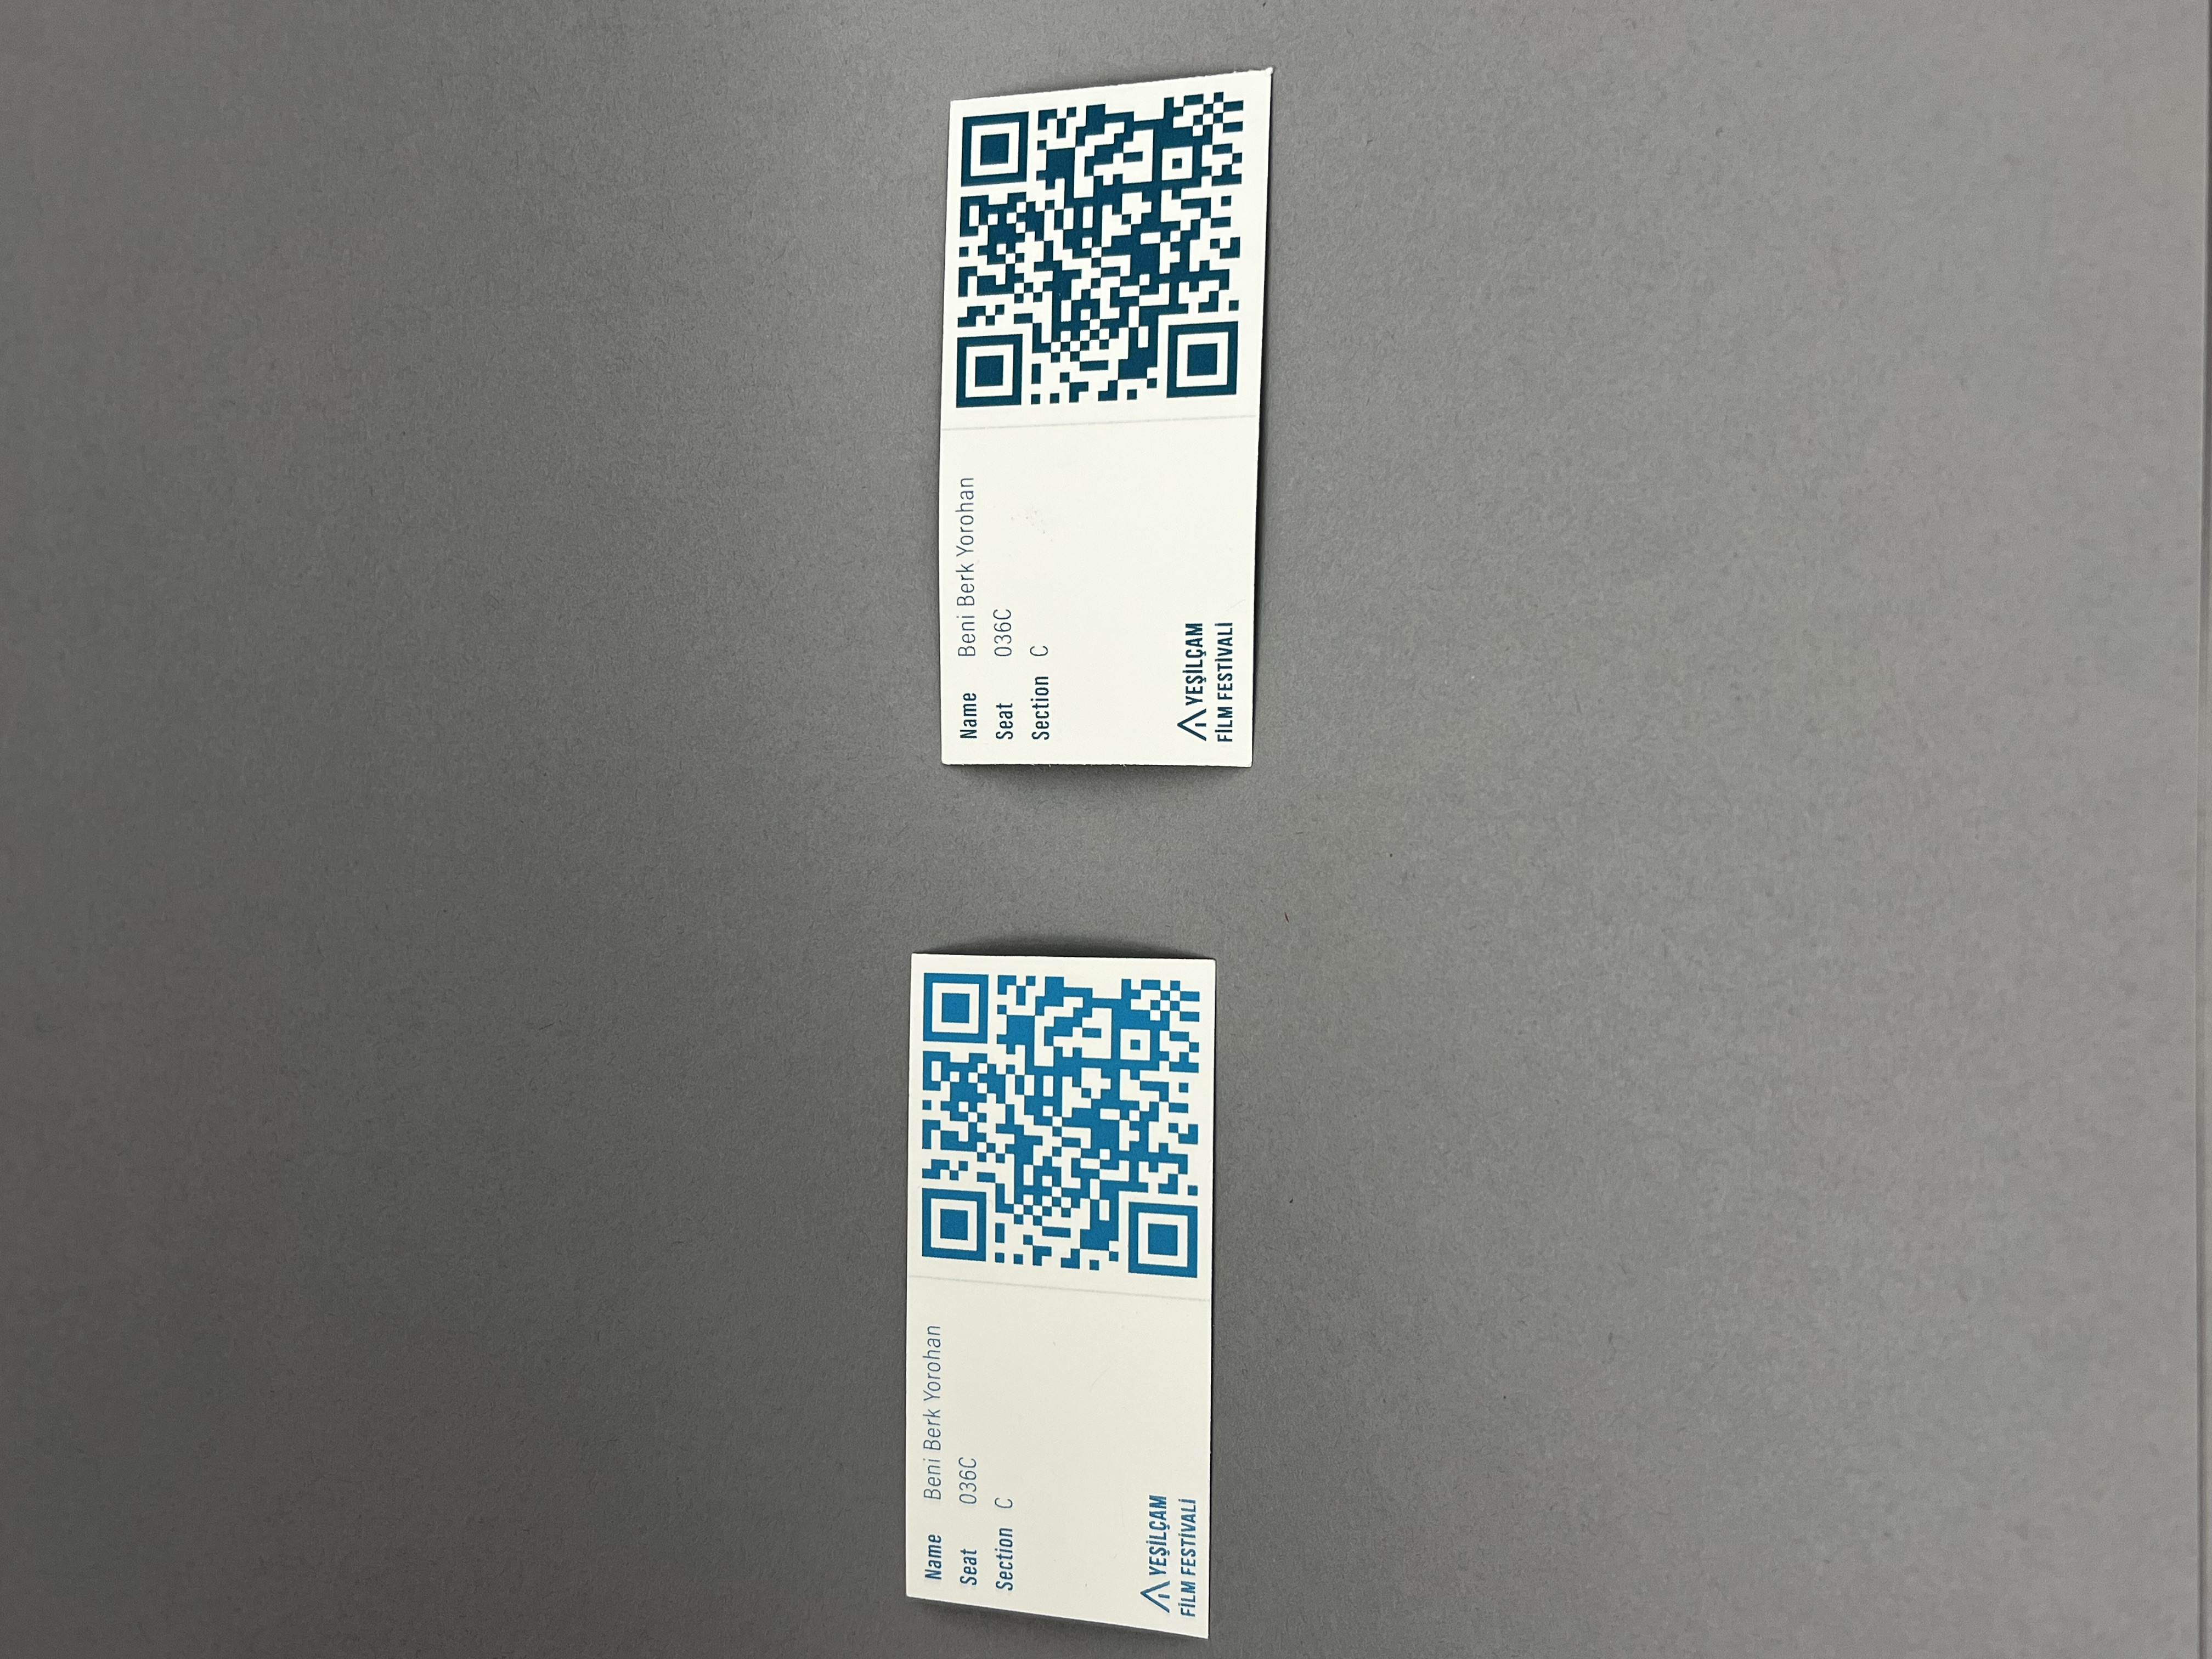 Name Beni Berk Yorohan
Seat 036C
Section C
YEŞİLÇAM
FİLM FESTİVALİ
Name Beni Berk Yorohan
Seat 036C
Section C
YEŞİLÇAM
FİLM FESTİVALİ